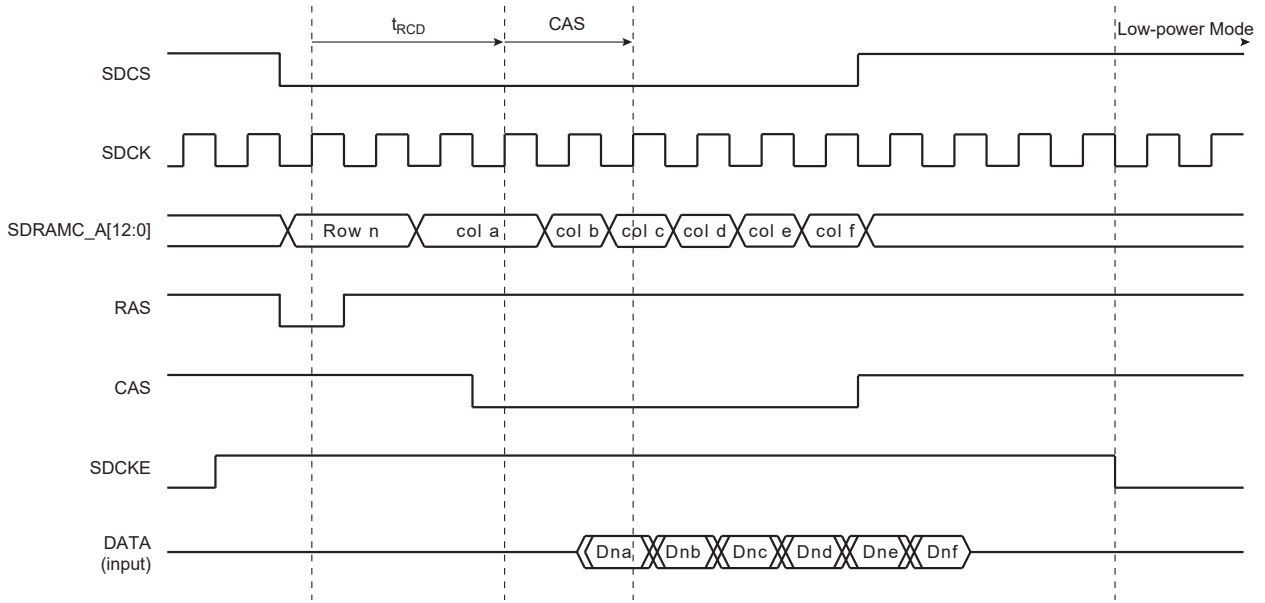 t_RCD
CAS
Low-power Mode
SDCS
SDCK
SDRAMC_A[12:0]
Row n
col a
col b
col c
col d
col e
col f
RAS
CAS
SDCKE
DATA
(input)
Dna
Dnb
Dnc
Dnd
Dne
Dnf